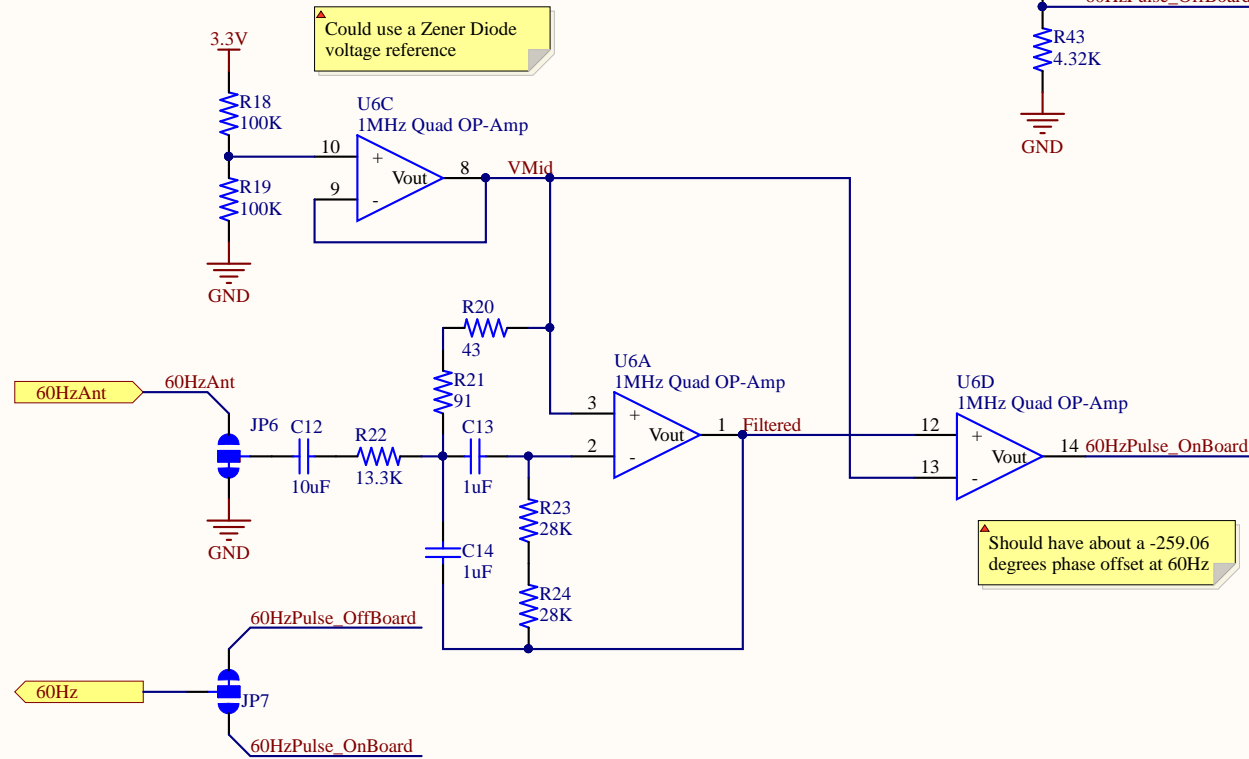 Could use a Zener Diode
voltage reference
60HzPulse_OffBoard
R43
4.32K
GND
3.3V
R18
100K
R19
100K
GND
U6C
1MHz Quad OP-Amp
10
+
Vout
8
VMid
9
-
R20
43
R21
91
60HzAnt
60HzAnt
JP6
C12
10uF
R22
13.3K
C13
1uF
GND
U6A
1MHz Quad OP-Amp
3
+
Vout
1
Filtered
2
-
R23
28K
C14
1uF
R24
28K
U6D
1MHz Quad OP-Amp
12
+
Vout
14
60HzPulse_OnBoard
13
-
Should have about a -259.06
degrees phase offset at 60Hz
60HzPulse_OffBoard
60Hz
JP7
60HzPulse_OnBoard